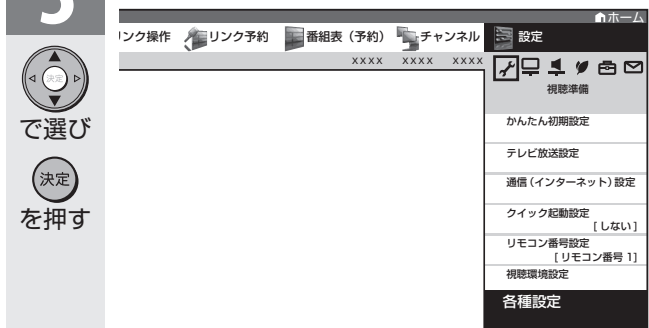 ホーム
ンク操作 リンク予約 番組表（予約） チャンネル 設定
xxxx xxxx xxxx
視聴準備
決定
で選び
決定
を押す
かんたん初期設定
テレビ放送設定
通信（インターネット）設定
クイック起動設定
[しない]
リモコン番号設定
[リモコン番号 1]
視聴環境設定
各種設定